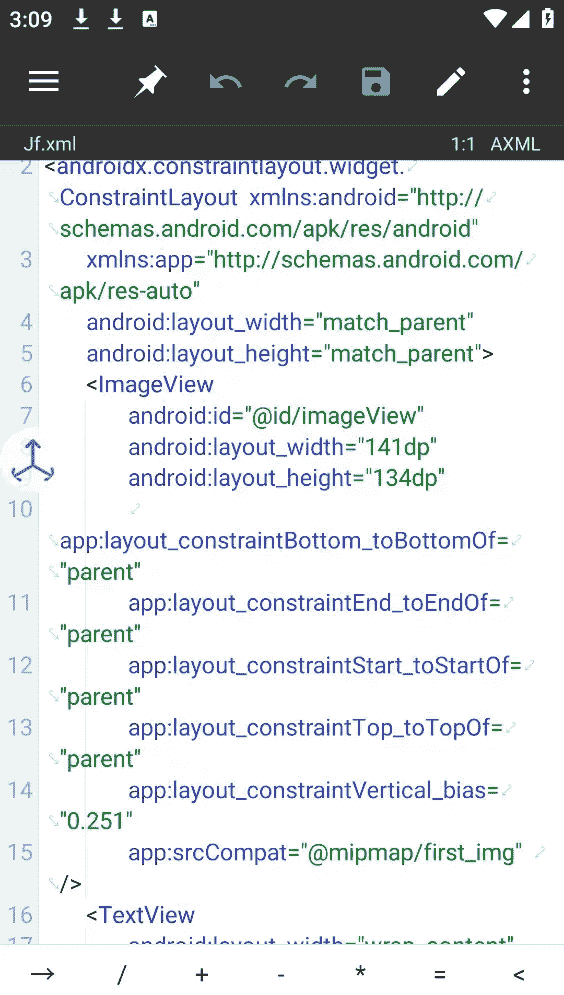 3:09 A
Jf.xml 1:1 AXML
2 <androidx.constraintlayout.widget.
ConstraintLayout xmlns:android="http://
schemas.android.com/apk/res/android"
3 xmlns:app="http://schemas.android.com/
apk/res-auto"
4 android:layout_width="match_parent"
5 android:layout_height="match_parent">
6 <ImageView
7 android:id="@id/imageView"
android:layout_width="141dp"
android:layout_height="134dp"
10
app:layout_constraintBottom_toBottomOf=
"parent"
11 app:layout_constraintEnd_toEndOf=
"parent"
12 app:layout_constraintStart_toStartOf=
"parent"
13 app:layout_constraintTop_toTopOf=
"parent"
14 app:layout_constraintVertical_bias=
"0.251"
15 app:srcCompat="@mipmap/first_img"
/>
16 <TextView
17 android:layout_width="wrap_content"
→ / + - * = <